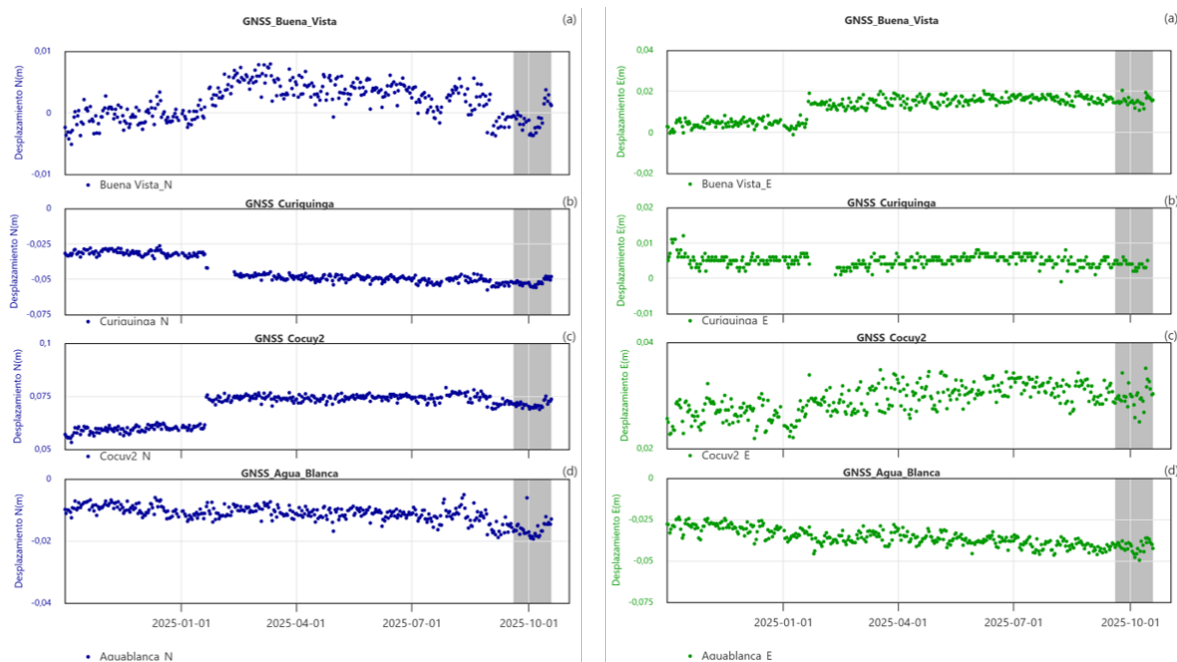 GNSS_Buena_Vista
(a)
0,01
0
-0,01
Desplazamiento N(m)
Buena Vista_N
GNSS_Curiquinga
(b)
0
-0,025
-0,05
-0,075
Desplazamiento N(m)
Curiquinga_N
GNSS_Cocuy2
(c)
0,1
0,075
0,05
Desplazamiento N(m)
Cocuy2_N
GNSS_Agua_Blanca
(d)
0
-0,02
-0,04
Desplazamiento N(m)
2025-01-01 2025-04-01 2025-07-01 2025-10-01
Aguablanca_N
GNSS_Buena_Vista
(a)
0,04
0,02
0
-0,02
Desplazamiento E(m)
Buena Vista_E
GNSS_Curiquinga
(b)
0,02
0,01
0
-0,01
Desplazamiento E(m)
Curiquinga_E
GNSS_Cocuy2
(c)
0,04
0,02
Desplazamiento E(m)
Cocuy2_E
GNSS_Agua_Blanca
(d)
0
-0,025
-0,05
-0,075
Desplazamiento E(m)
2025-01-01 2025-04-01 2025-07-01 2025-10-01
Aguablanca_E